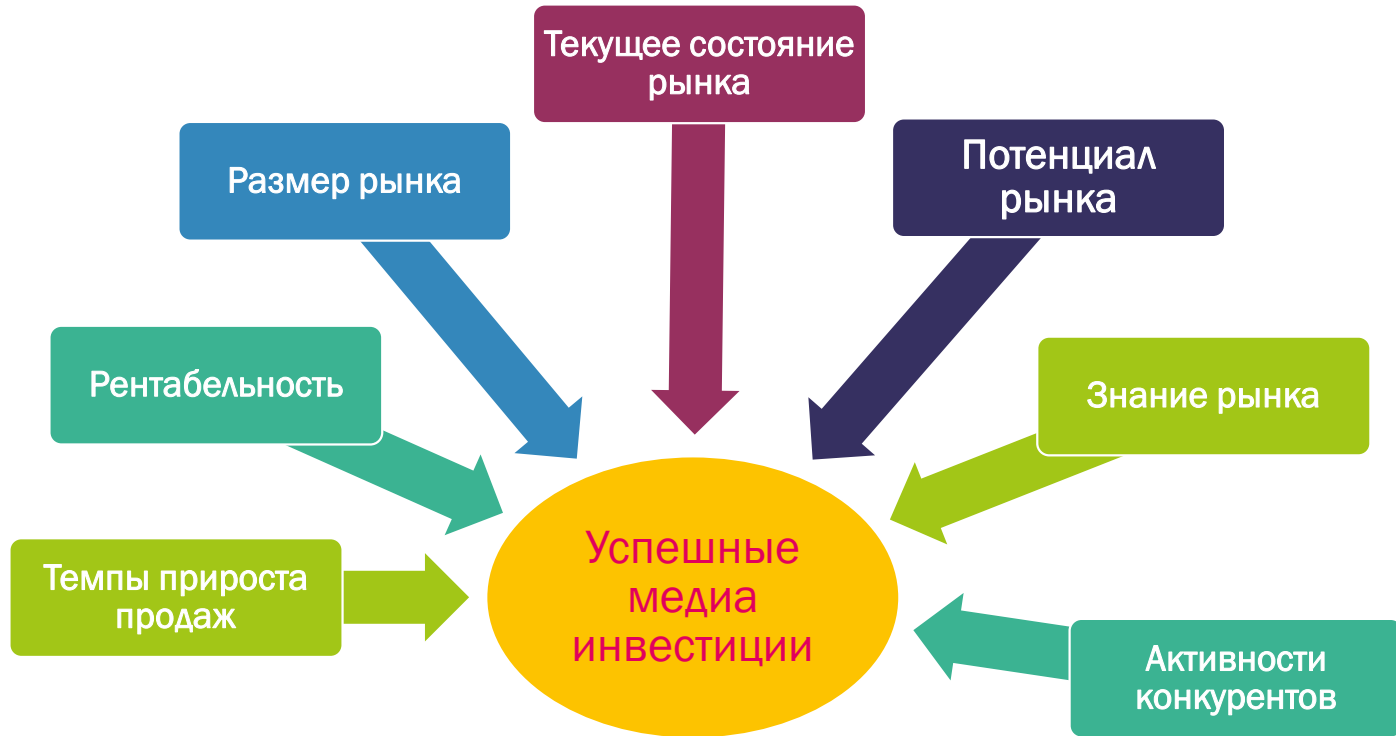 Текущее состояние
рынка
Размер рынка
Потенциал
рынка
Рентабельность
Знание рынка
Темпы прироста
продаж
Успешные
медиа
инвестиции
Активности
конкурентов